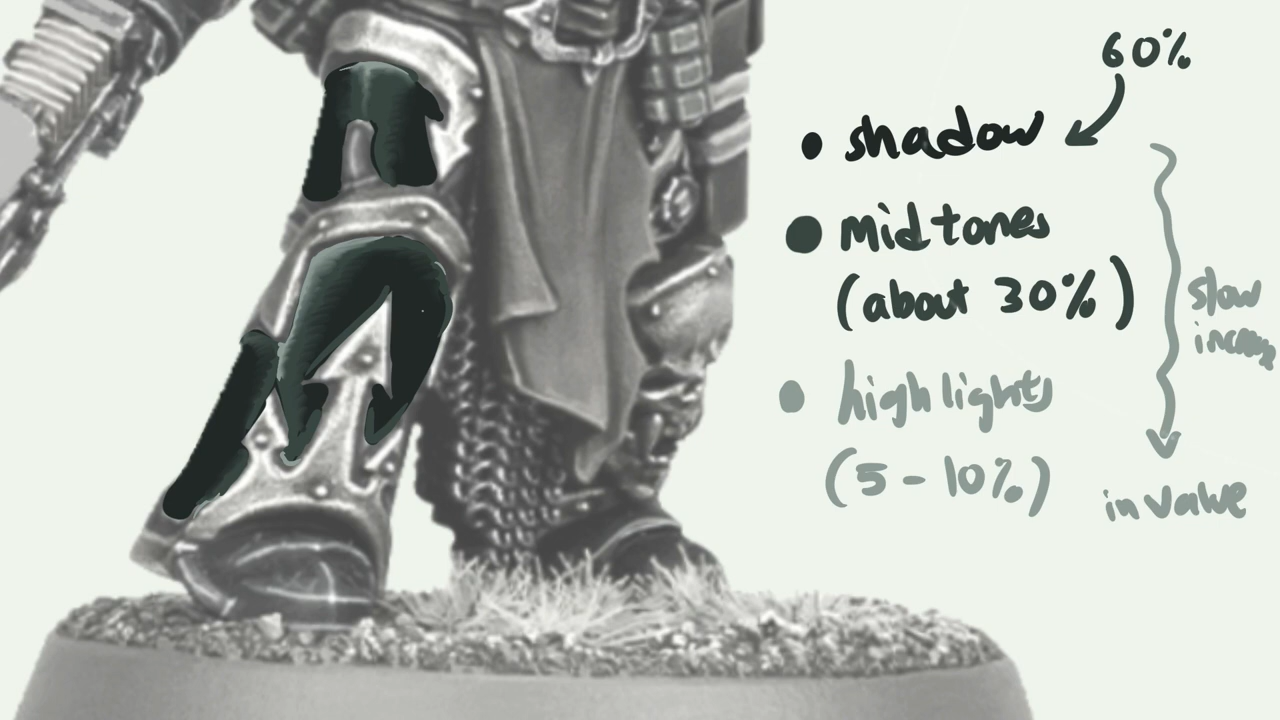 60%
• shadow
• Midtones
(about 30%)
• highlights
(5 - 10%)
slow
in value